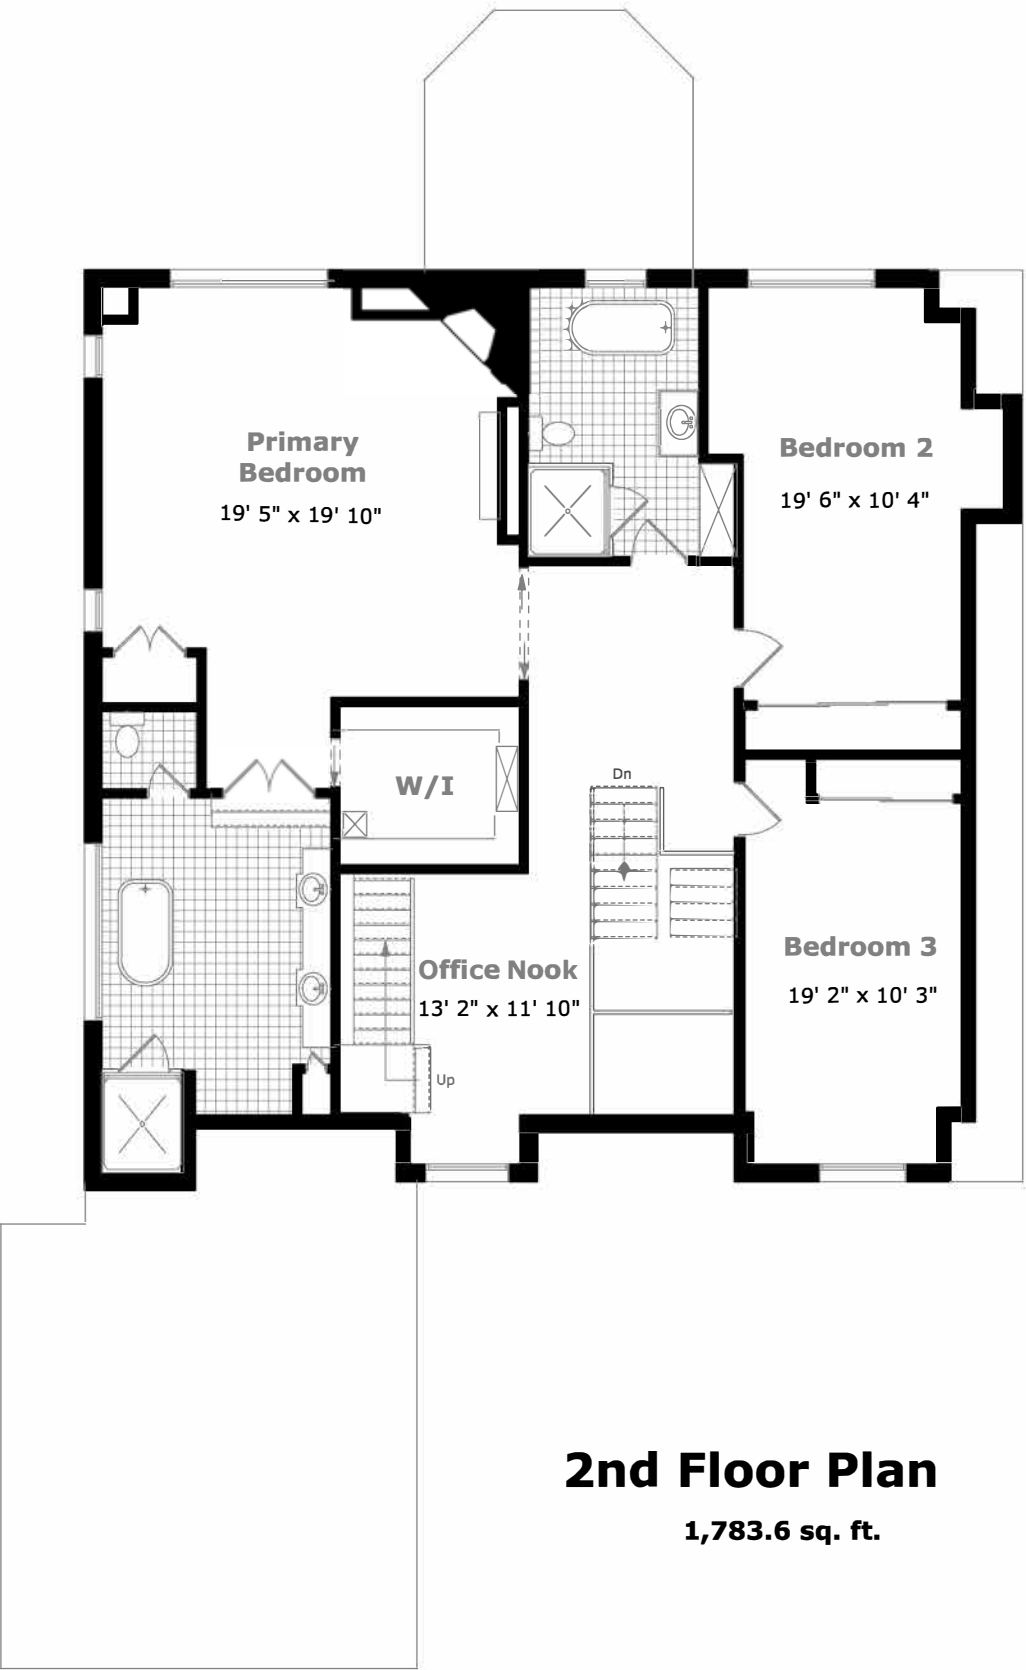 Primary
Bedroom
19' 5" x 19' 10"
Bedroom 2
19' 6" x 10' 4"
W/I
Dn
Office Nook
13' 2" x 11' 10"
Bedroom 3
19' 2" x 10' 3"
Up
2nd Floor Plan
1,783.6 sq. ft.